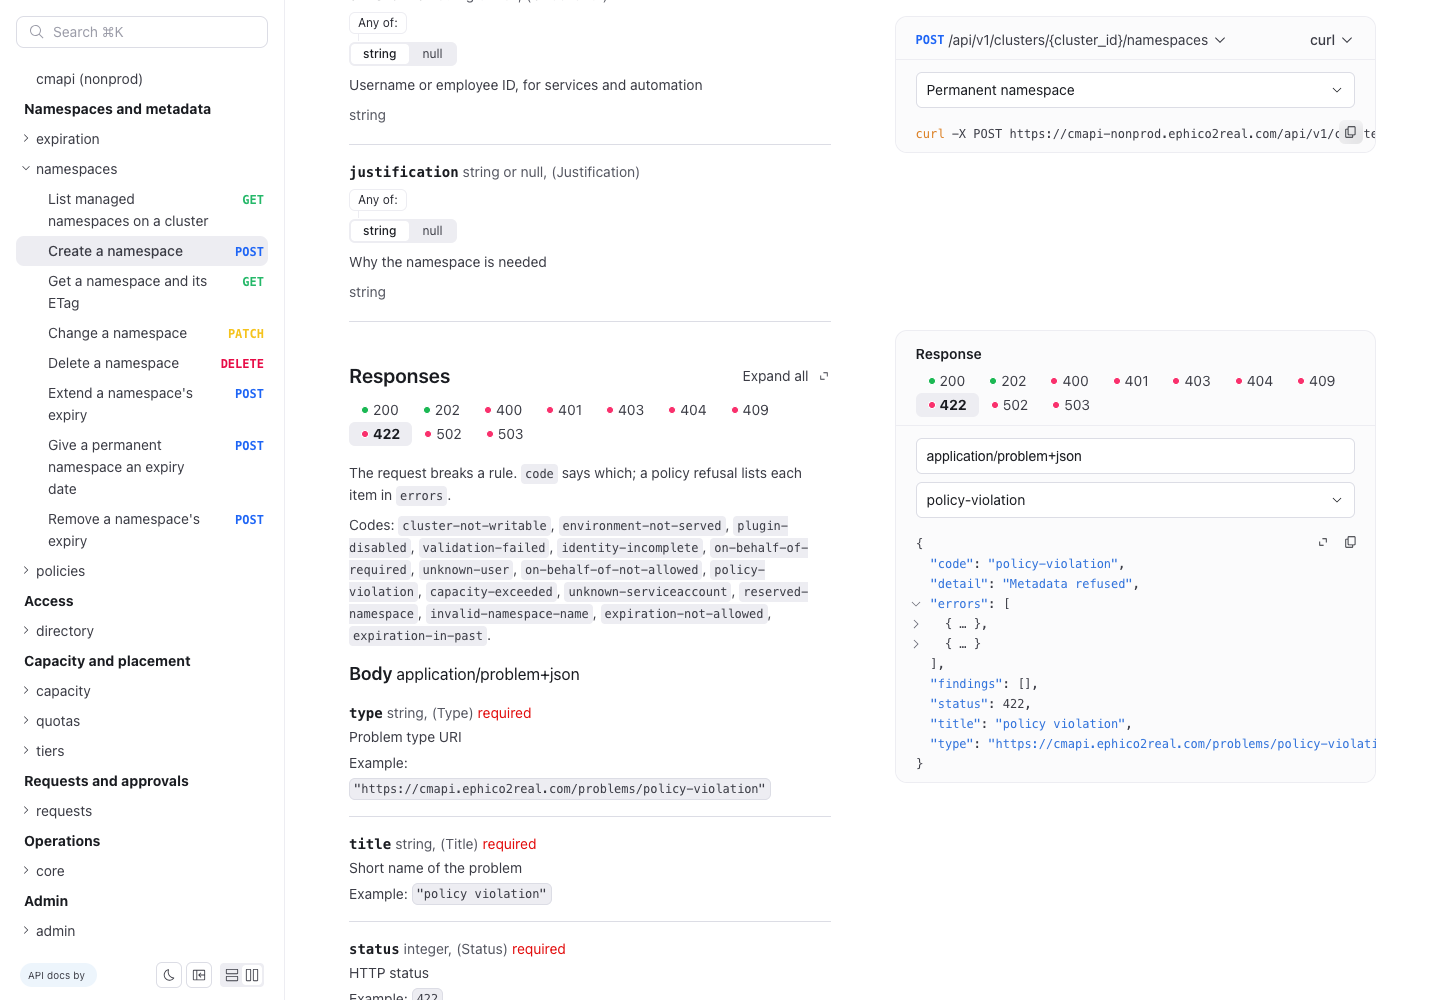 Search ⌘K
cmapi (nonprod)
Namespaces and metadata
expiration
namespaces
List managed GET
namespaces on a cluster
Create a namespace POST
Get a namespace and its GET
ETag
Change a namespace PATCH
Delete a namespace DELETE
Extend a namespace's POST
expiry
Give a permanent POST
namespace an expiry
date
Remove a namespace's POST
expiry
policies
Access
directory
Capacity and placement
capacity
quotas
tiers
Requests and approvals
requests
Operations
core
Admin
admin
API docs by
Any of:
string null
Username or employee ID, for services and automation
string
justification string or null, (Justification)
Any of:
string null
Why the namespace is needed
string
Responses Expand all
200 202 400 401 403 404 409
422 502 503
The request breaks a rule. code says which; a policy refusal lists each
item in errors.
Codes: cluster-not-writable, environment-not-served, plugin-
disabled, validation-failed, identity-incomplete, on-behalf-of-
required, unknown-user, on-behalf-of-not-allowed, policy-
violation, capacity-exceeded, unknown-serviceaccount, reserved-
namespace, invalid-namespace-name, expiration-not-allowed,
expiration-in-past.
Body application/problem+json
type string, (Type) required
Problem type URI
Example:
"https://cmapi.ephico2real.com/problems/policy-violation"
title string, (Title) required
Short name of the problem
Example: "policy violation"
status integer, (Status) required
HTTP status
Example: 422
POST /api/v1/clusters/{cluster_id}/namespaces curl
Permanent namespace
curl -X POST https://cmapi-nonprod.ephico2real.com/api/v1/c
Response
200 202 400 401 403 404 409
422 502 503
application/problem+json
policy-violation
{
"code": "policy-violation",
"detail": "Metadata refused",
"errors": [
{ … },
{ … }
],
"findings": [],
"status": 422,
"title": "policy violation",
"type": "https://cmapi.ephico2real.com/problems/policy-violati
}